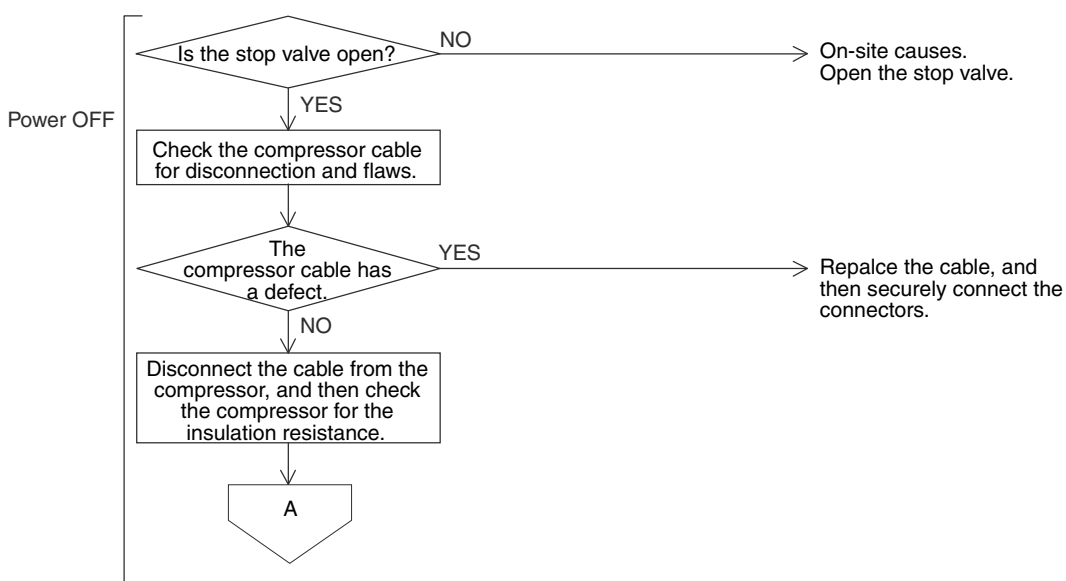 Is the stop valve open?
NO
On-site causes.
Open the stop valve.
YES
Power OFF
Check the compressor cable
for disconnection and flaws.
The
compressor cable has
a defect.
YES
Repalce the cable, and
then securely connect the
connectors.
NO
Disconnect the cable from the
compressor, and then check
the compressor for the
insulation resistance.
A